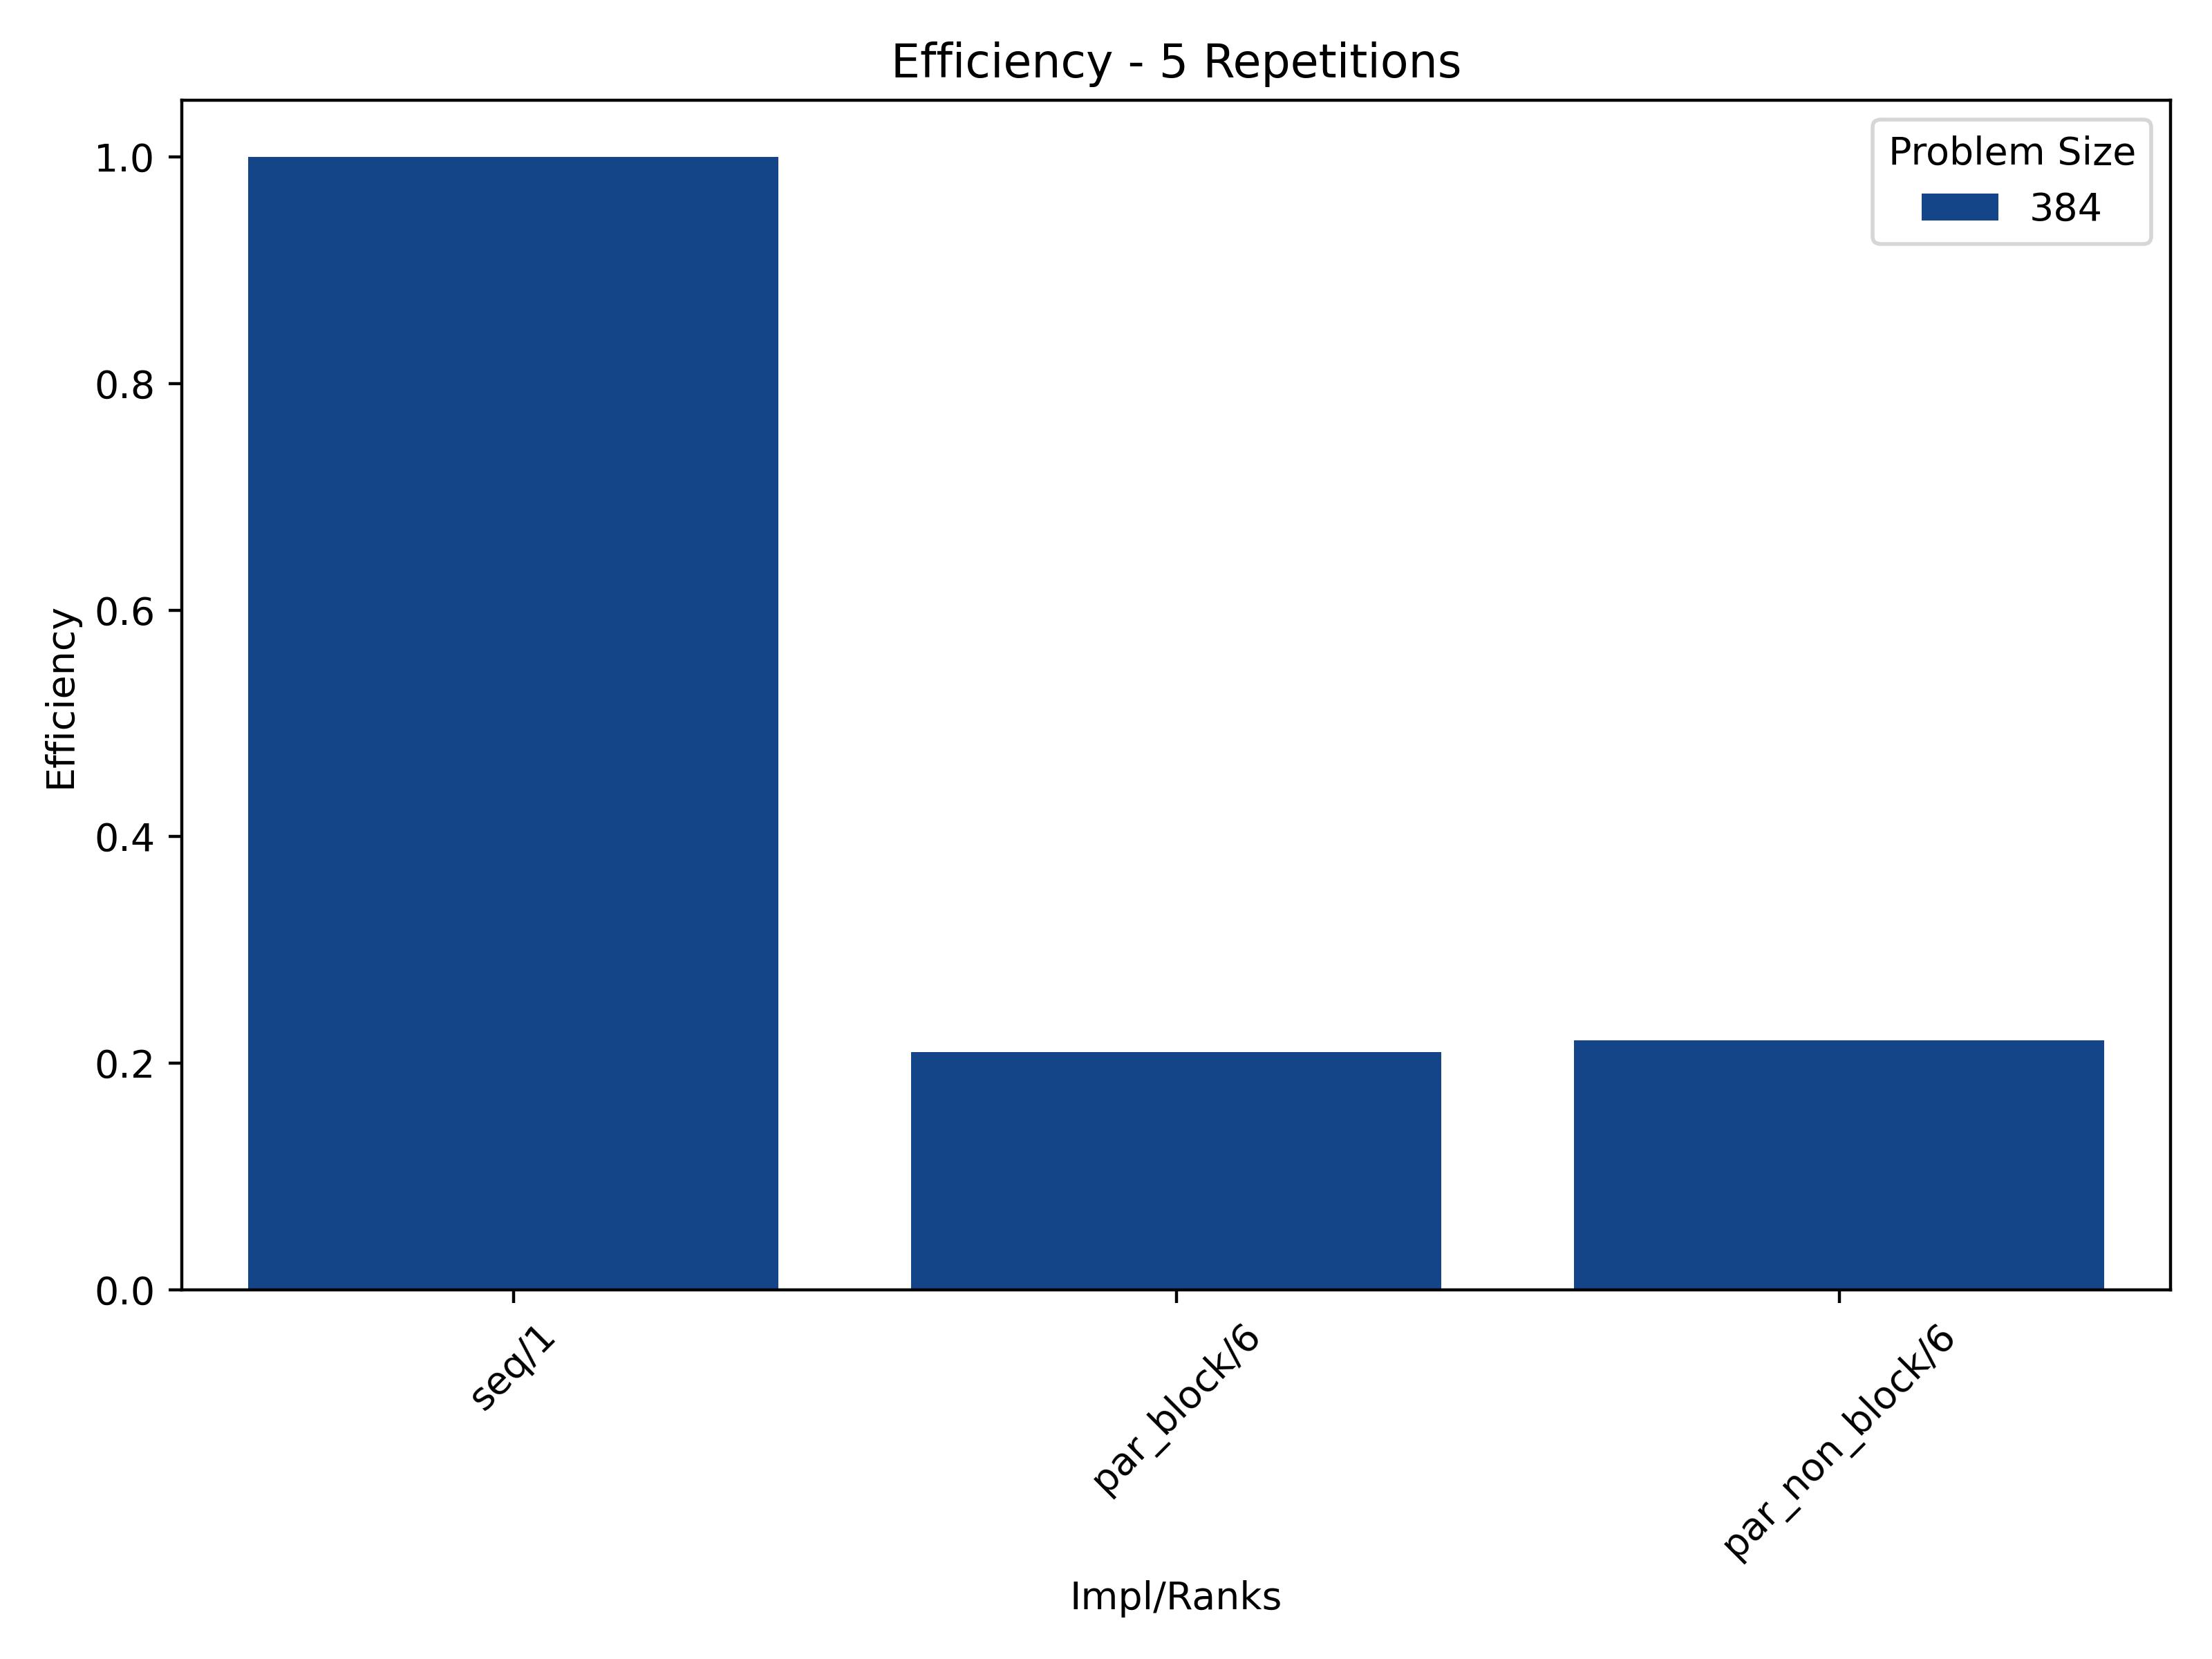 Efficiency - 5 Repetitions
Problem Size
384
Efficiency
1.0
0.8
0.6
0.4
0.2
0.0
seq/1
par_block/6
par_non_block/6
Impl/Ranks